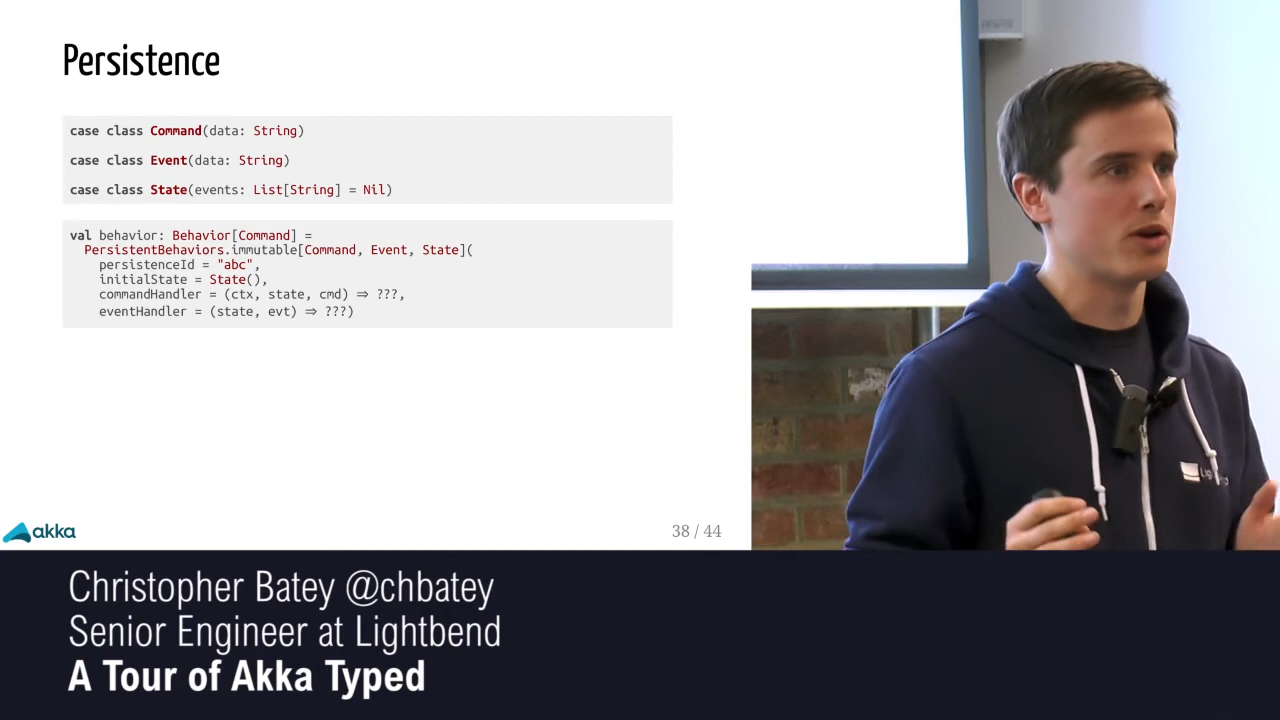 Persistence
case class Command(data: String)
case class Event(data: String)
case class State(events: List[String] = Nil)
val behavior: Behavior[Command] =
PersistentBehaviors.immutable[Command, Event, State](
persistenceId = "abc",
initialState = State(),
commandHandler = (ctx, state, cmd) ⇒ ???,
eventHandler = (state, evt) ⇒ ???)
akka
38 / 44
Christopher Batey @chbatey
Senior Engineer at Lightbend
A Tour of Akka Typed